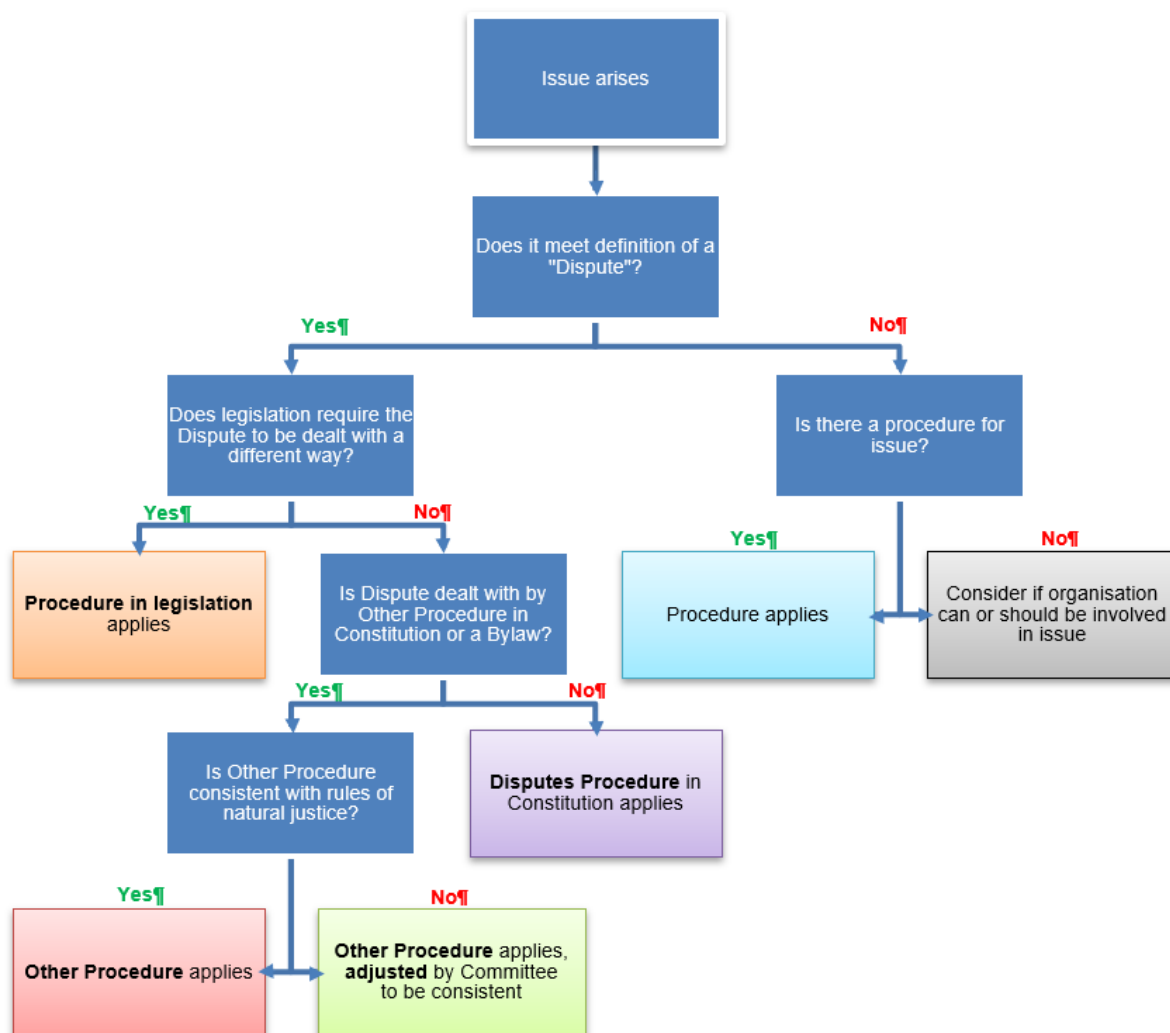 Issue arises
Does it meet definition of a
"Dispute"?
Yes¶
No¶
Does legislation require the
Dispute to be dealt with a
different way?
Is there a procedure for
issue?
Yes¶
No¶
Yes¶
No¶
Procedure in legislation
applies
Is Dispute dealt with by
Other Procedure in
Constitution or a Bylaw?
Procedure applies
Consider if organisation
can or should be involved
in issue
Yes¶
No¶
Is Other Procedure
consistent with rules of
natural justice?
Disputes Procedure in
Constitution applies
Yes¶
No¶
Other Procedure applies
Other Procedure applies,
adjusted by Committee
to be consistent